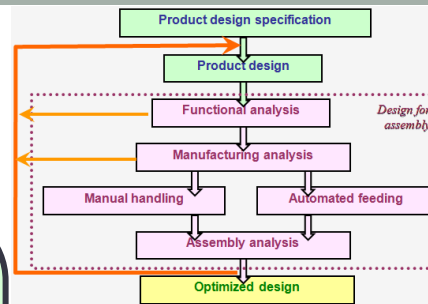 Product design specification
Product design
Functional analysis
Design for
assembly
Manufacturing analysis
Manual handling
Automated feeding
Assembly analysis
Optimized design